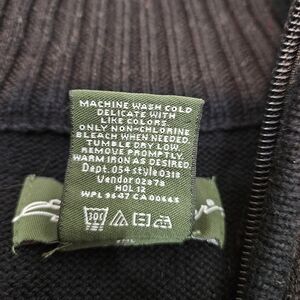 MACHINE WASH COLD
DELICATE WITH
LIKE COLORS.
ONLY NON-CHLORINE
BLEACH WHEN NEEDED.
TUMBLE DRY LOW.
REMOVE PROMPTLY.
WARM IRON AS DESIRED.
Dept. 054 style 0318
Vendor 02878
HOL 12
WPL 9647 CA 00665